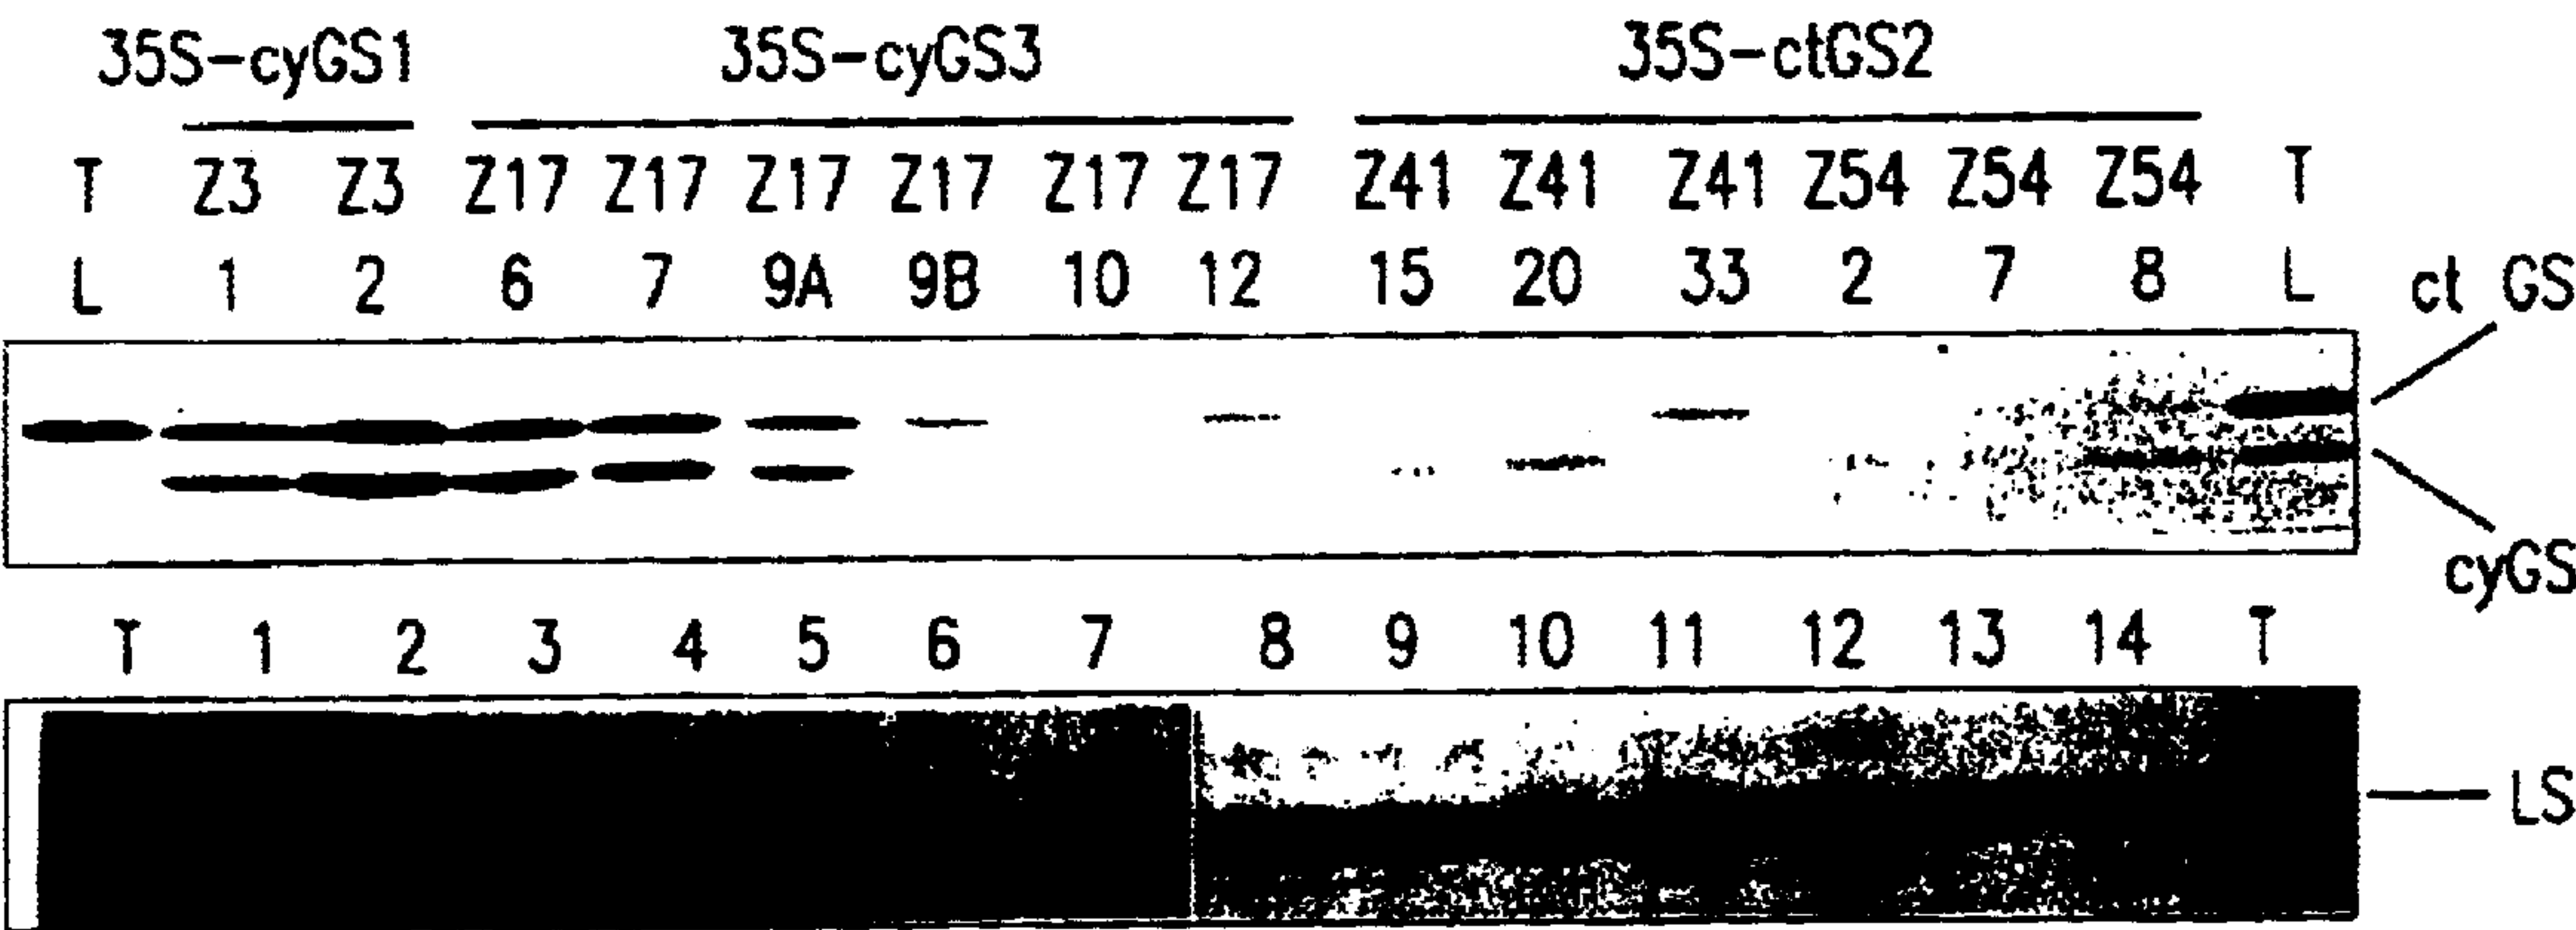 35S-cyGS1 35S-cyGS3 35S-ctGS2
T Z3 Z3 Z17 Z17 Z17 Z17 Z17 Z17 Z41 Z41 Z41 Z54 Z54 Z54 T
L 1 2 6 7 9A 9B 10 12 15 20 33 2 7 8 L ct GS
cyGS
T 1 2 3 4 5 6 7 8 9 10 11 12 13 14 T
LS